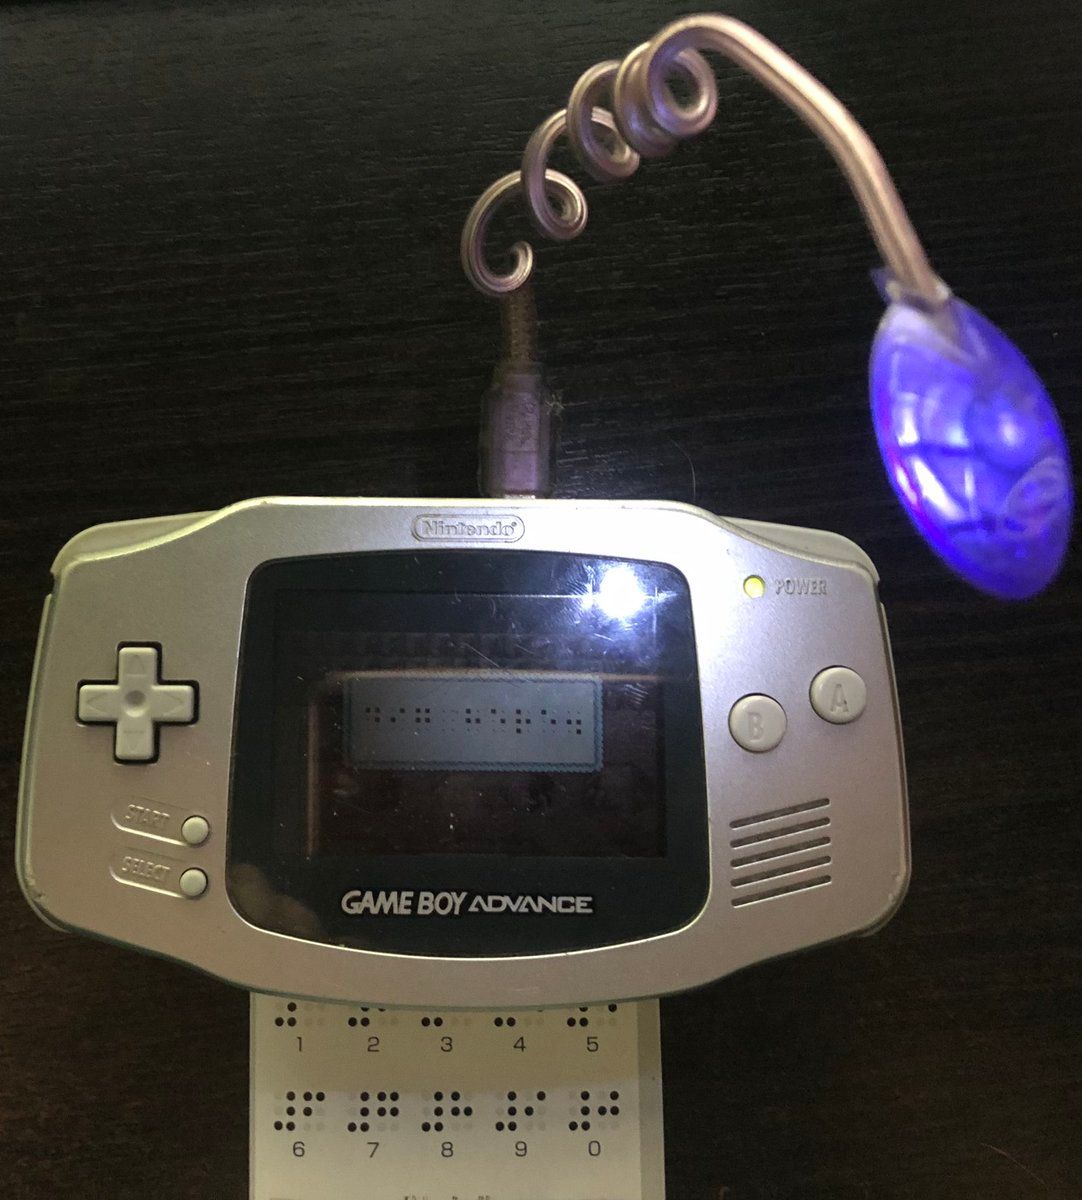 Nintendo®
POWER
A
B
START
SELECT
GAME BOY ADVANCE
1 2 3 4 5
6 7 8 9 0